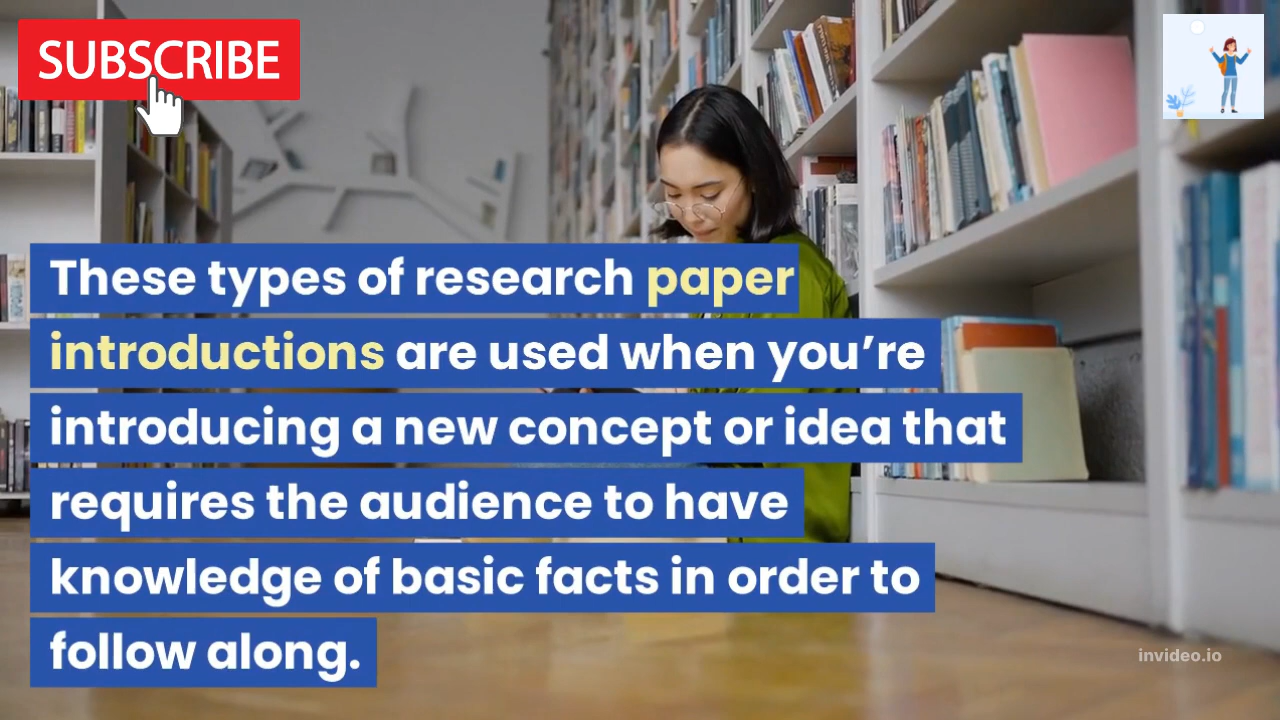 SUBSCRIBE
These types of research paper
introductions are used when you’re
introducing a new concept or idea that
requires the audience to have
knowledge of basic facts in order to
follow along.
invideo.io